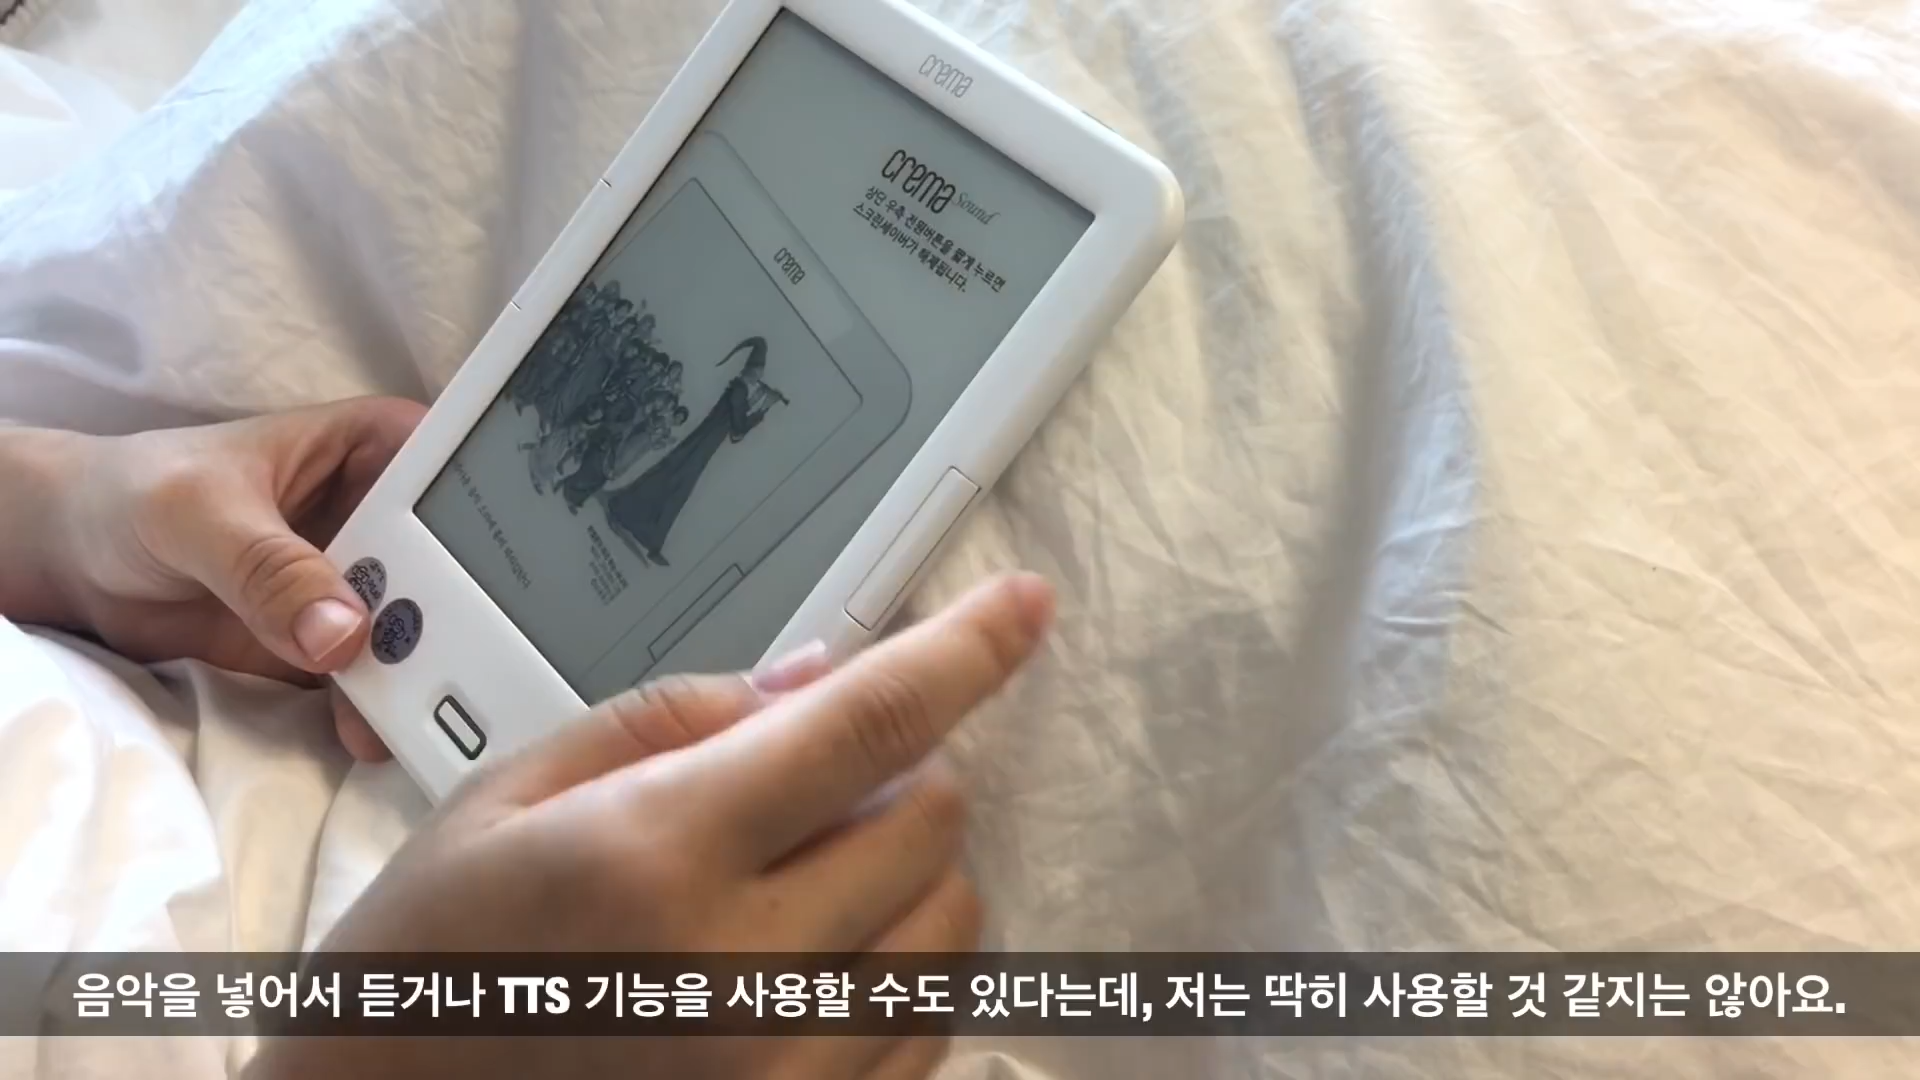 crema
crema Sound
상단 우측 전원버튼을 짧게 누르면
스크린세이버가 해제됩니다.
crema
음악을 넣어서 듣거나 TTS 기능을 사용할 수도 있다는데, 저는 딱히 사용할 것 같지는 않아요.